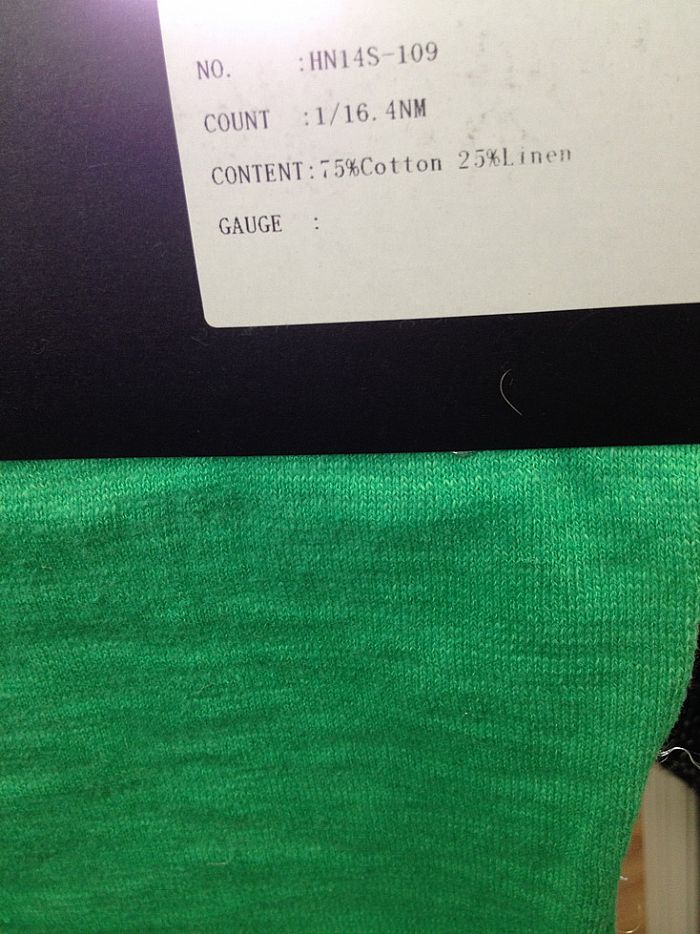 NO. :HN14S-109
COUNT :1/16.4NM
CONTENT:75%Cotton 25%Linen
GAUGE :